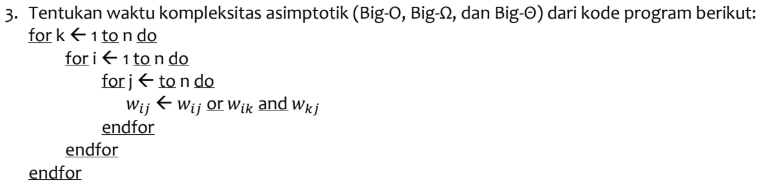 3. Tentukan waktu kompleksitas asimptotik (Big-O, Big-Ω, dan Big-Θ) dari kode program berikut:
for k ← 1 to n do
for i ← 1 to n do
for j ← to n do
wij ← wij or wik and wkj
endfor
endfor
endfor